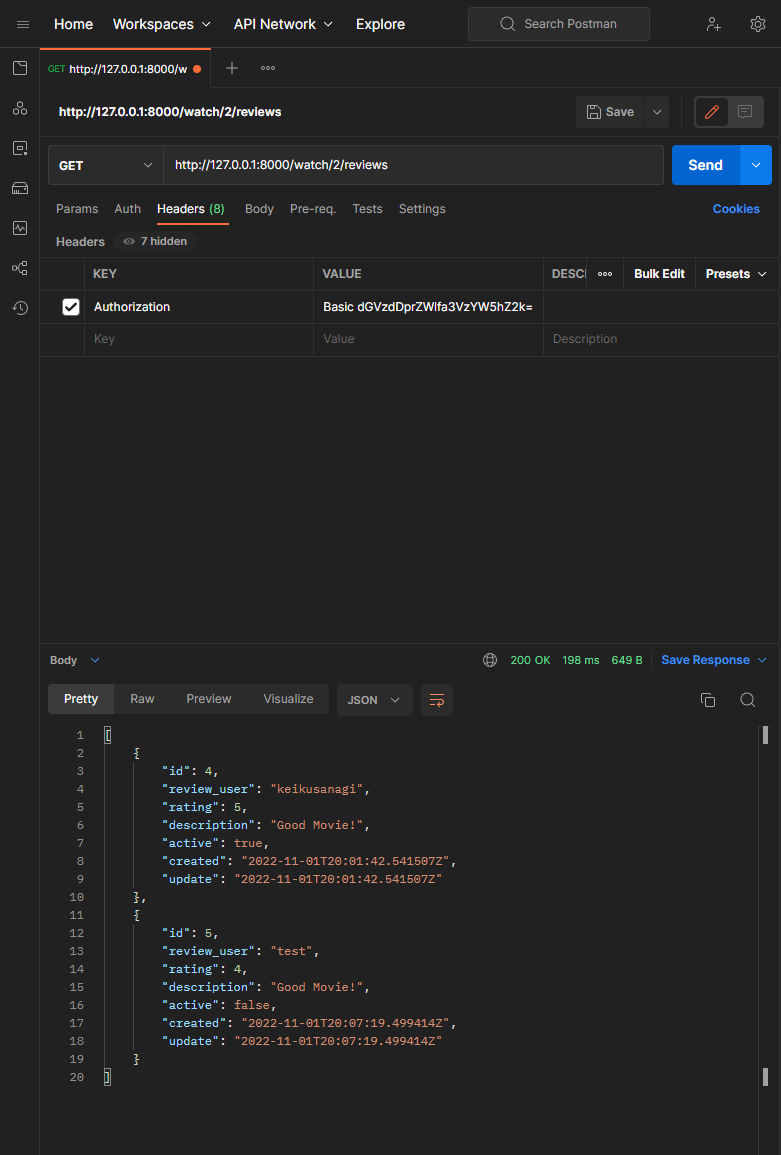 Home Workspaces API Network Explore Search Postman
GET http://127.0.0.1:8000/w
http://127.0.0.1:8000/watch/2/reviews Save
GET http://127.0.0.1:8000/watch/2/reviews Send
Params Auth Headers (8) Body Pre-req. Tests Settings Cookies
Headers 7 hidden
KEY VALUE DESCI Bulk Edit Presets
Authorization Basic dGVzdDprZWlfa3VzYW5hZ2k=
Key Value Description
Body 200 OK 198 ms 649 B Save Response
Pretty Raw Preview Visualize JSON
1 [
2 {
3 "id": 4,
4 "review_user": "keikusanagi",
5 "rating": 5,
6 "description": "Good Movie!",
7 "active": true,
8 "created": "2022-11-01T20:01:42.541507Z",
9 "update": "2022-11-01T20:01:42.541507Z"
10 },
11 {
12 "id": 5,
13 "review_user": "test",
14 "rating": 4,
15 "description": "Good Movie!",
16 "active": false,
17 "created": "2022-11-01T20:07:19.499414Z",
18 "update": "2022-11-01T20:07:19.499414Z"
19 }
20 ]